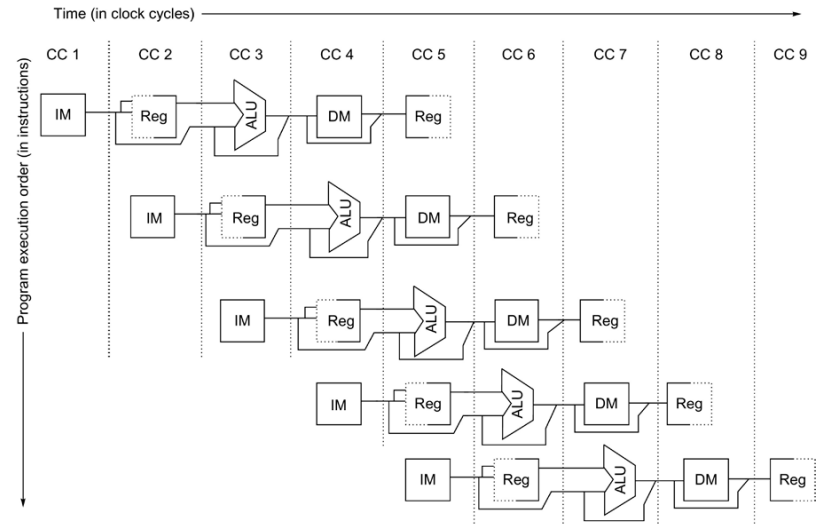 Time (in clock cycles)
CC 1 CC 2 CC 3 CC 4 CC 5 CC 6 CC 7 CC 8 CC 9
Program execution order (in instructions)
IM Reg ALU DM Reg
IM Reg ALU DM Reg
IM Reg ALU DM Reg
IM Reg ALU DM Reg
IM Reg ALU DM Reg